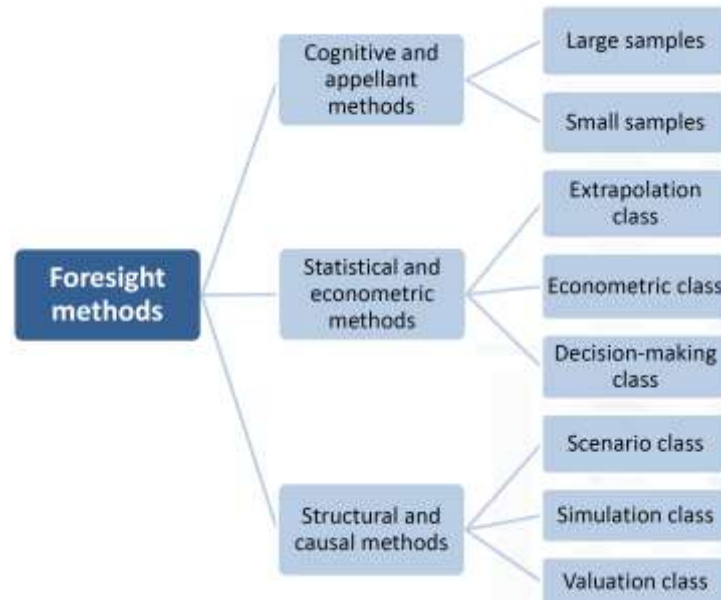 Foresight
methods
Cognitive and
appellant
methods
Large samples
Small samples
Statistical and
econometric
methods
Extrapolation
class
Econometric class
Decision-making
class
Structural and
causal methods
Scenario class
Simulation class
Valuation class